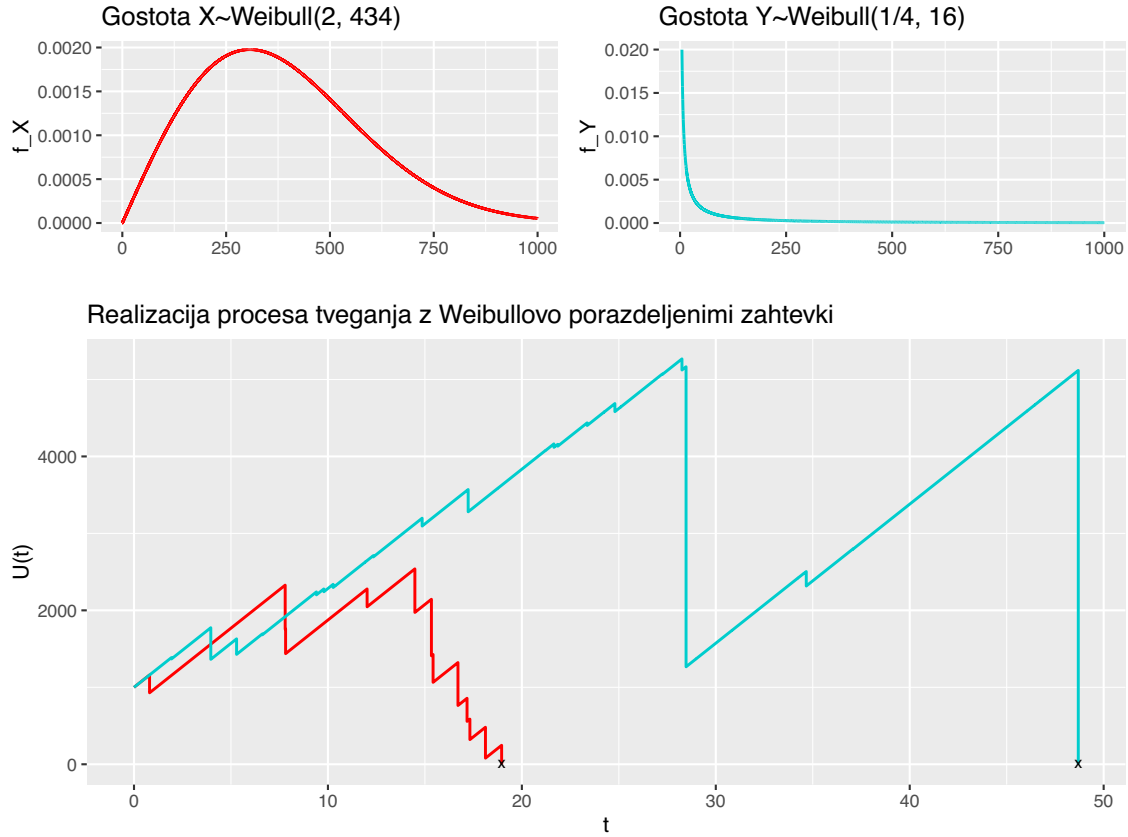 Gostota X~Weibull(2, 434)
f_X
0.0020
0.0015
0.0010
0.0005
0.0000
0 250 500 750 1000
Gostota Y~Weibull(1/4, 16)
f_Y
0.020
0.015
0.010
0.005
0.000
0 250 500 750 1000
Realizacija procesa tveganja z Weibullovo porazdeljenimi zahtevki
U(t)
4000
2000
0
x x
0 10 20 30 40 50
t